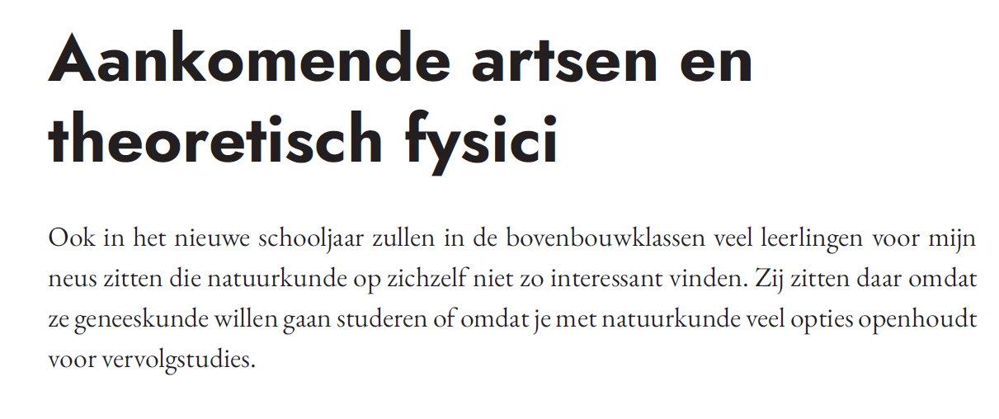 Aankomende artsen en
theoretisch fysici
Ook in het nieuwe schooljaar zullen in de bovenbouwklassen veel leerlingen voor mijn
neus zitten die natuurkunde op zichzelf niet zo interessant vinden. Zij zitten daar omdat
ze geneeskunde willen gaan studeren of omdat je met natuurkunde veel opties openhoudt
voor vervolgstudies.